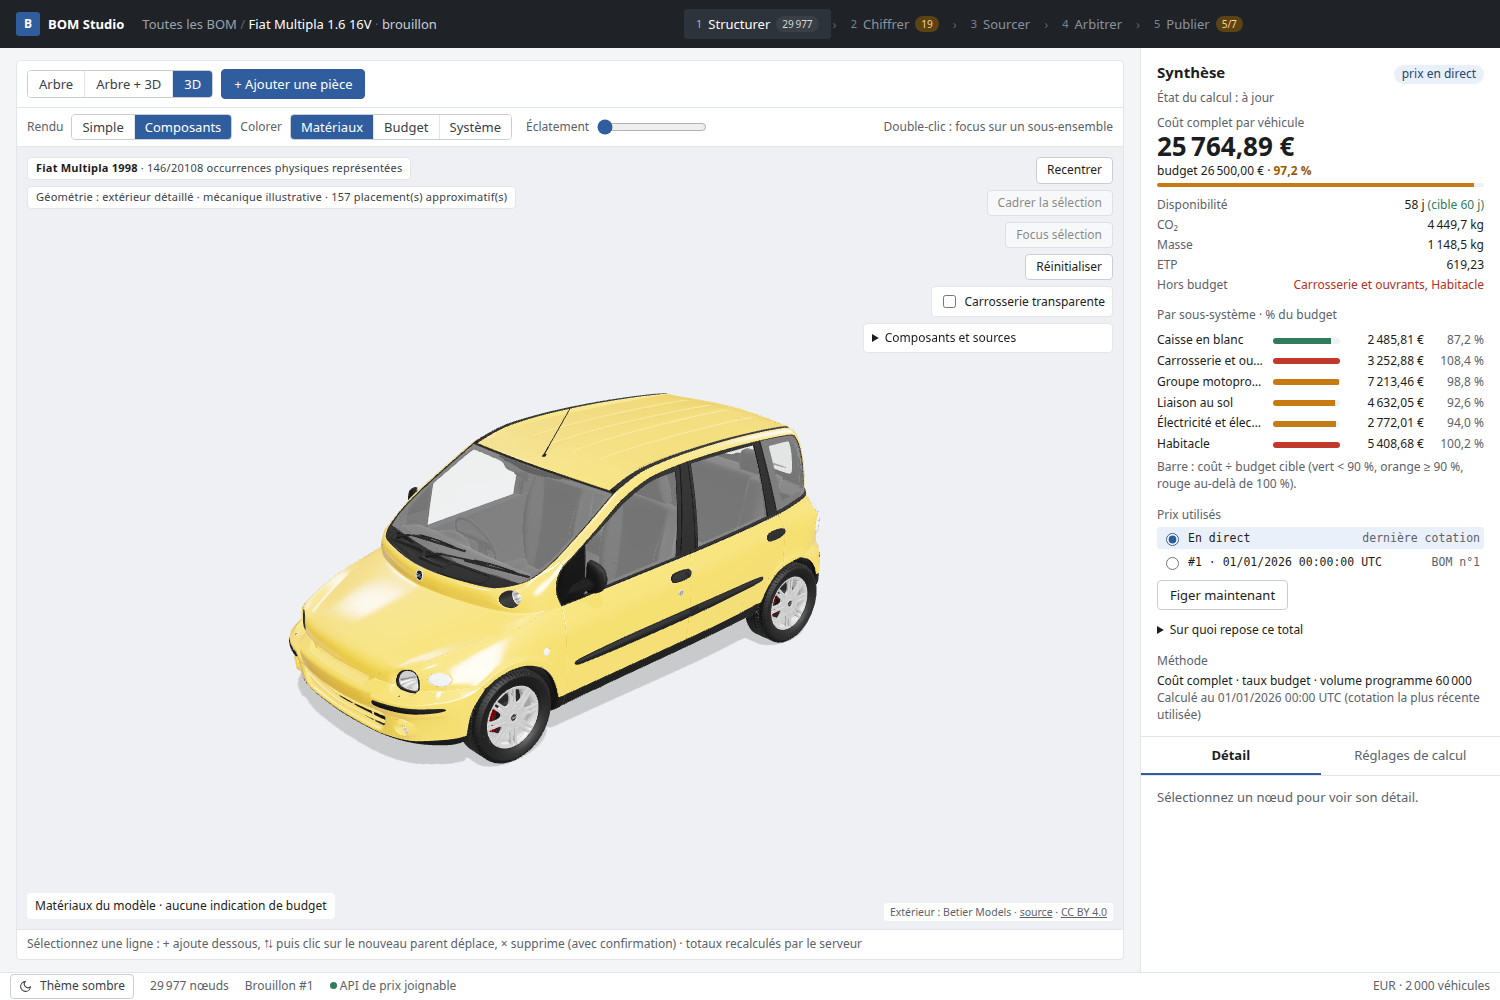 B BOM Studio Toutes les BOM / Fiat Multipla 1.6 16V · brouillon
1 Structurer 29 977 › 2 Chiffrer 19 › 3 Sourcer › 4 Arbitrer › 5 Publier 5/7
Arbre Arbre + 3D 3D + Ajouter une pièce
Rendu Simple Composants Colorer Matériaux Budget Système Éclatement Double-clic : focus sur un sous-ensemble
Fiat Multipla 1998 · 146/20108 occurrences physiques représentées
Géométrie : extérieur détaillé · mécanique illustrative · 157 placement(s) approximatif(s)
Recentrer
Cadrer la sélection
Focus sélection
Réinitialiser
Carrosserie transparente
▶ Composants et sources
Matériaux du modèle · aucune indication de budget
Extérieur : Betier Models · source · CC BY 4.0
Sélectionnez une ligne : + ajoute dessous, ⇅ puis clic sur le nouveau parent déplace, × supprime (avec confirmation) · totaux recalculés par le serveur
Synthèse prix en direct
État du calcul : à jour
Coût complet par véhicule
25 764,89 €
budget 26 500,00 € · 97,2 %
Disponibilité 58 j (cible 60 j)
CO₂ 4 449,7 kg
Masse 1 148,5 kg
ETP 619,23
Hors budget Carrosserie et ouvrants, Habitacle
Par sous-système · % du budget
Caisse en blanc 2 485,81 € 87,2 %
Carrosserie et ou... 3 252,88 € 108,4 %
Groupe motopro... 7 213,46 € 98,8 %
Liaison au sol 4 632,05 € 92,6 %
Électricité et élec... 2 772,01 € 94,0 %
Habitacle 5 408,68 € 100,2 %
Barre : coût ÷ budget cible (vert < 90 %, orange ≥ 90 %,
rouge au-delà de 100 %).
Prix utilisés
En direct dernière cotation
#1 · 01/01/2026 00:00:00 UTC BOM n°1
Figer maintenant
▶ Sur quoi repose ce total
Méthode
Coût complet · taux budget · volume programme 60 000
Calculé au 01/01/2026 00:00 UTC (cotation la plus récente
utilisée)
Détail Réglages de calcul
Sélectionnez un nœud pour voir son détail.
Thème sombre 29 977 nœuds Brouillon #1 API de prix joignable EUR · 2 000 véhicules